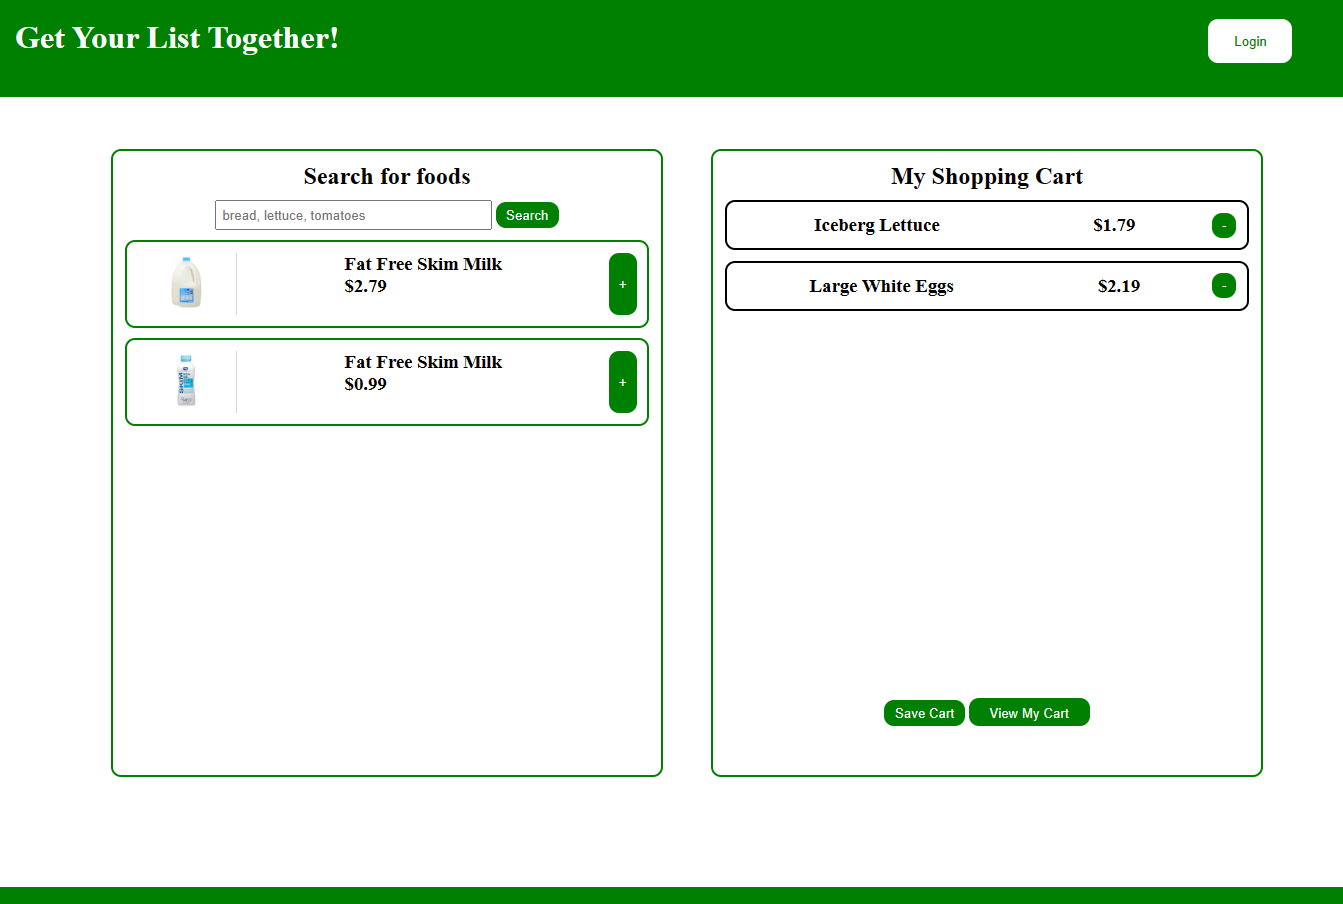 Get Your List Together!
Login
Search for foods
bread, lettuce, tomatoes
Search
Fat Free Skim Milk
$2.79
+
Fat Free Skim Milk
$0.99
+
My Shopping Cart
Iceberg Lettuce $1.79 -
Large White Eggs $2.19 -
Save Cart
View My Cart